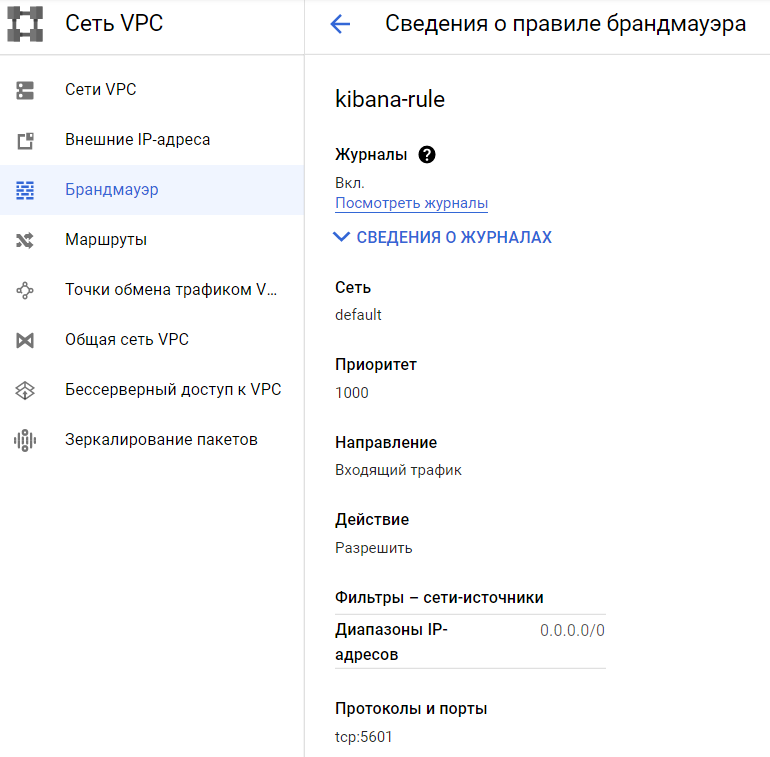 Сеть VPC
Сети VPC
Внешние IP-адреса
Брандмауэр
Маршруты
Точки обмена трафиком V...
Общая сеть VPC
Бессерверный доступ к VPC
Зеркалирование пакетов
Сведения о правиле брандмауэра
kibana-rule
Журналы ?
Вкл.
Посмотреть журналы
СВЕДЕНИЯ О ЖУРНАЛАХ
Сеть
default
Приоритет
1000
Направление
Входящий трафик
Действие
Разрешить
Фильтры – сети-источники
Диапазоны IP- 0.0.0.0/0
адресов
Протоколы и порты
tcp:5601